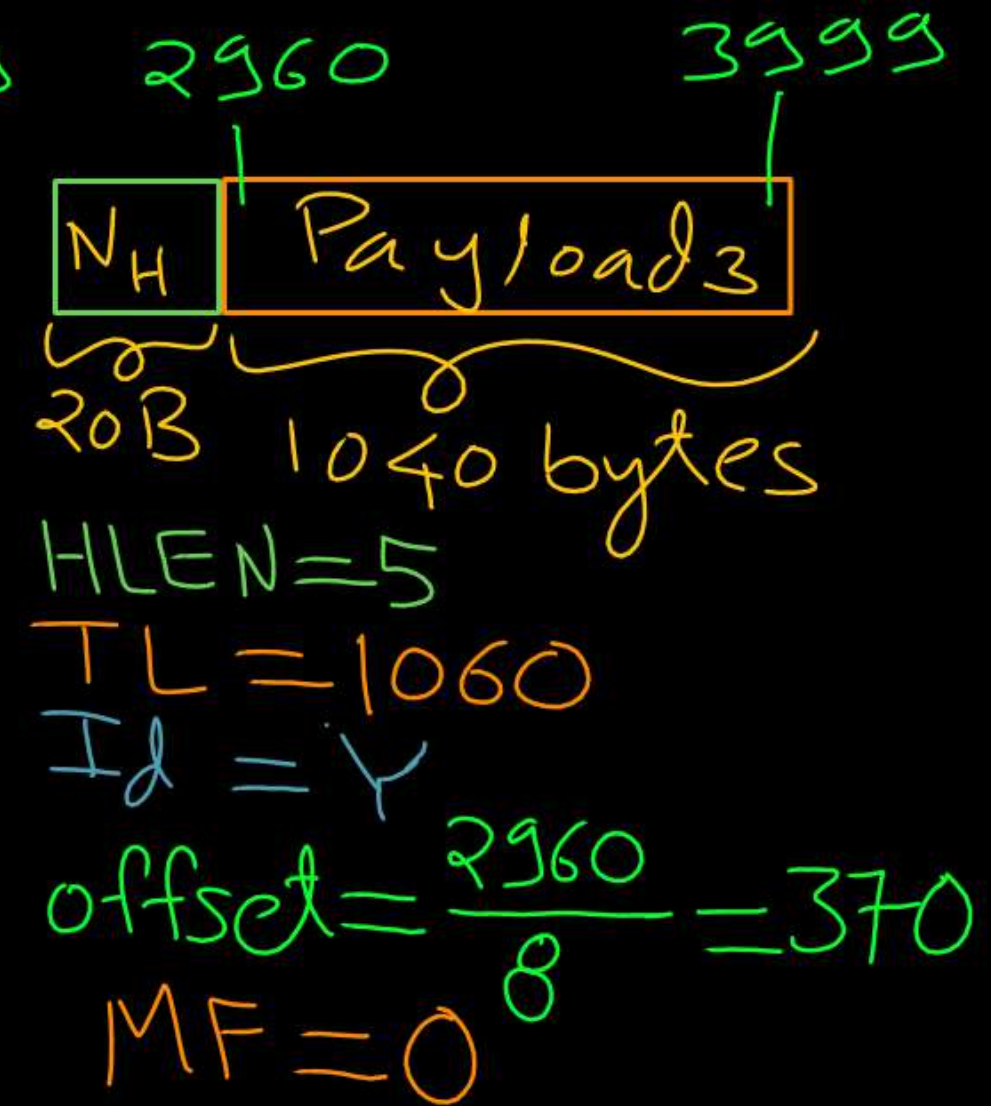 2960 3999
NH Payload3
20B 1040 bytes
HLEN=5
TL=1060
Id=Y
offset=2960/8=370
MF=0